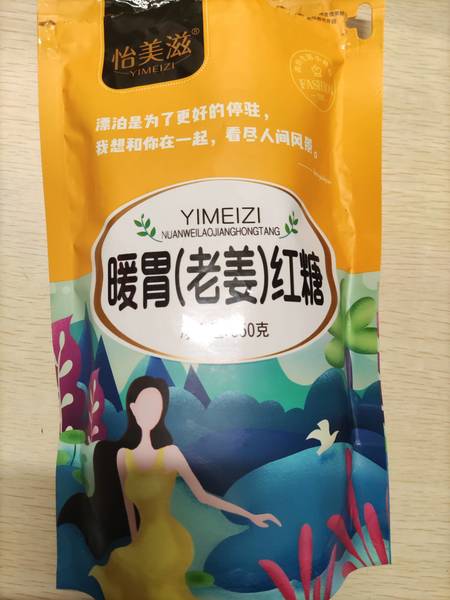 怡美滋®
YIMEIZI
FASHION
漂泊是为了更好的停驻,
我想和你在一起,看尽人间风景。
YIMEIZI
NUANWEILAOJIANGHONGTANG
暖胃(老姜)红糖